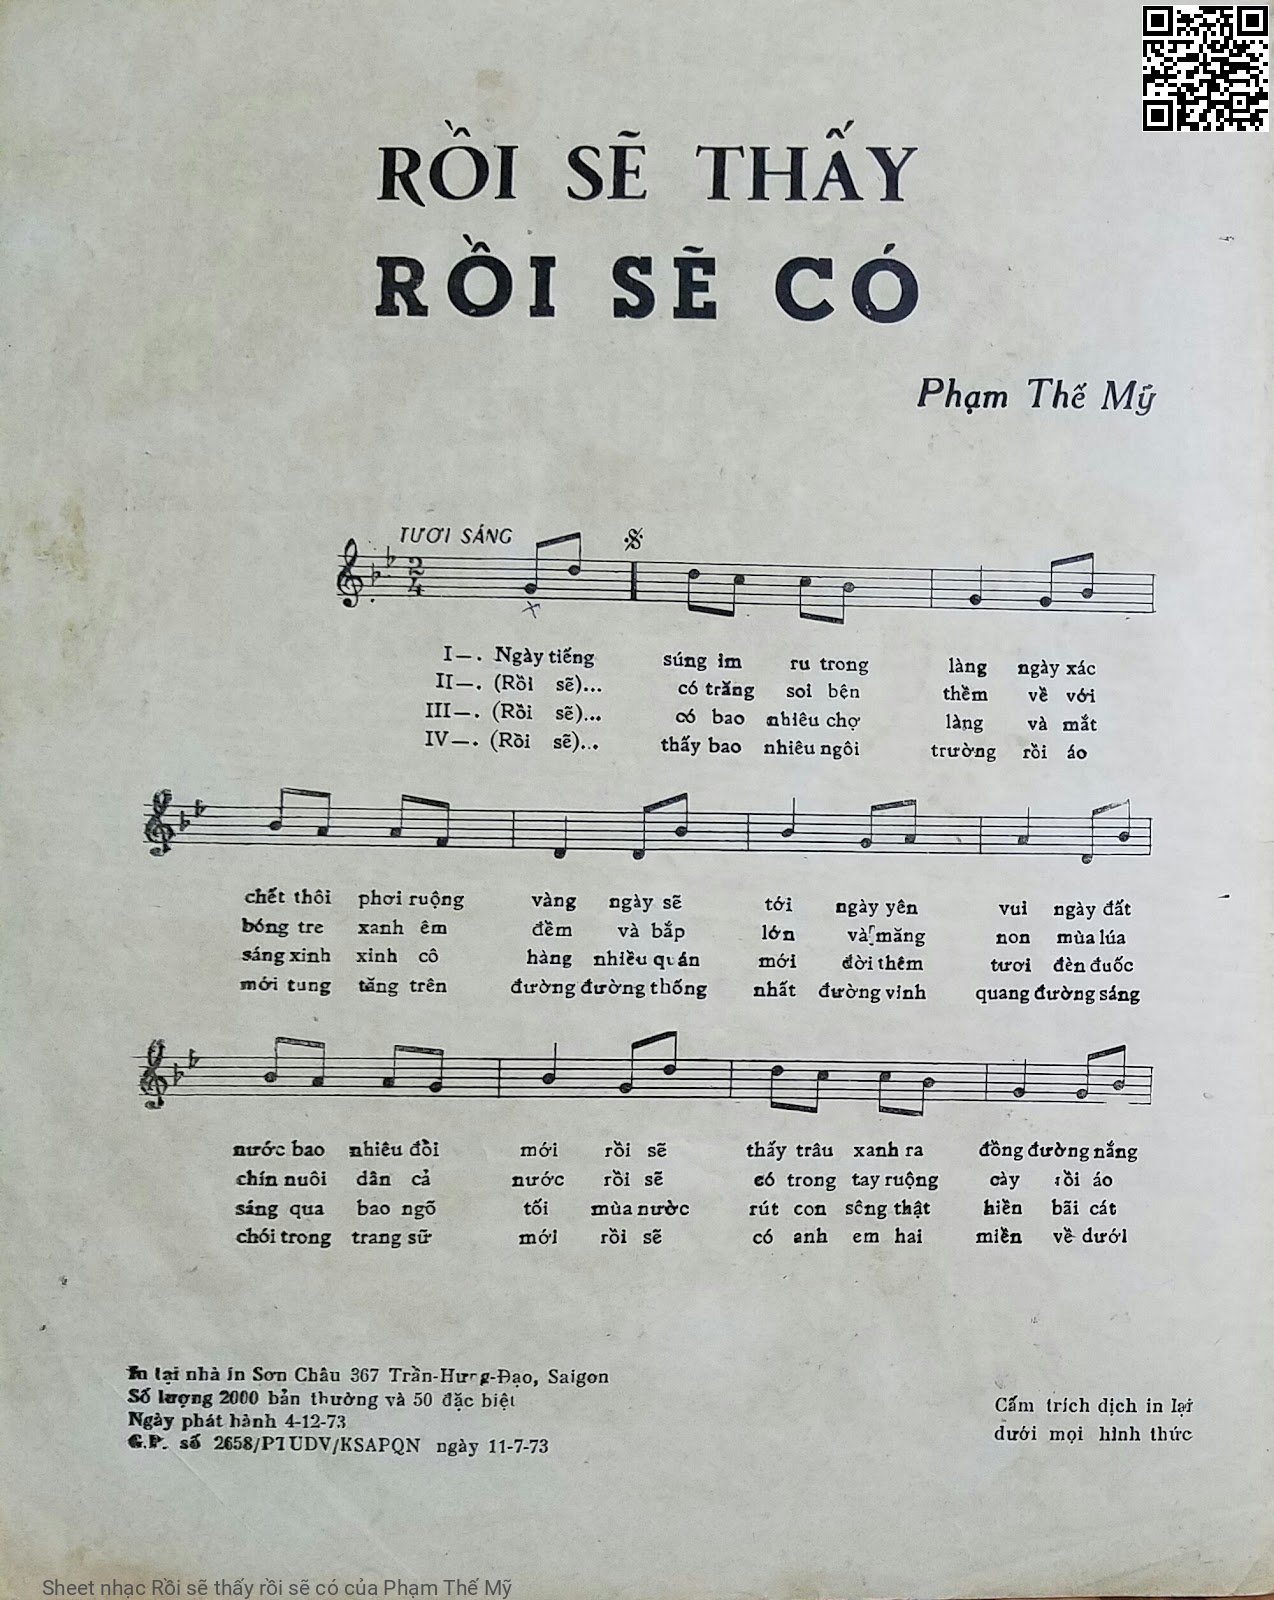 RỒI SẼ THẤY
RỒI SẼ CÓ
Phạm Thế Mỹ
TƯƠI SÁNG
2
4
I—. Ngày tiếng súng im ru trong làng ngày xác
II—. (Rồi sẽ)... có trăng soi bên thềm về với
III—. (Rồi sẽ)... có bao nhiêu chợ làng và mắt
IV—. (Rồi sẽ)... thấy bao nhiêu ngôi trường rồi áo
chết thôi phơi ruộng vàng ngày sẽ tới ngày yên vui ngày đất
bóng tre xanh êm đềm và bắp lớn và măng non mùa lúa
sáng xinh xinh cô hàng nhiều quán mới đời thêm tươi đèn đuốc
mới tung tăng trên đường đường thống nhất đường vinh quang đường sáng
nước bao nhiêu đồi mới rồi sẽ thấy trâu xanh ra đồng đường nắng
chín nuôi dân cả nước rồi sẽ có trong tay ruộng cày rồi áo
sáng qua bao ngõ tối mùa nước rút con sông thật hiền bãi cát
chói trong trang sử mới rồi sẽ có anh em hai miền về dưới
In tại nhà in Sơn Châu 367 Trần-Hưng-Đạo, Saigon
Số lượng 2000 bản thường và 50 đặc biệt
Ngày phát hành 4-12-73
G.P. số 2658/PTUDV/KSAPQN ngày 11-7-73
Cấm trích dịch in lại
dưới mọi hình thức
Sheet nhạc Rồi sẽ thấy rồi sẽ có của Phạm Thế Mỹ